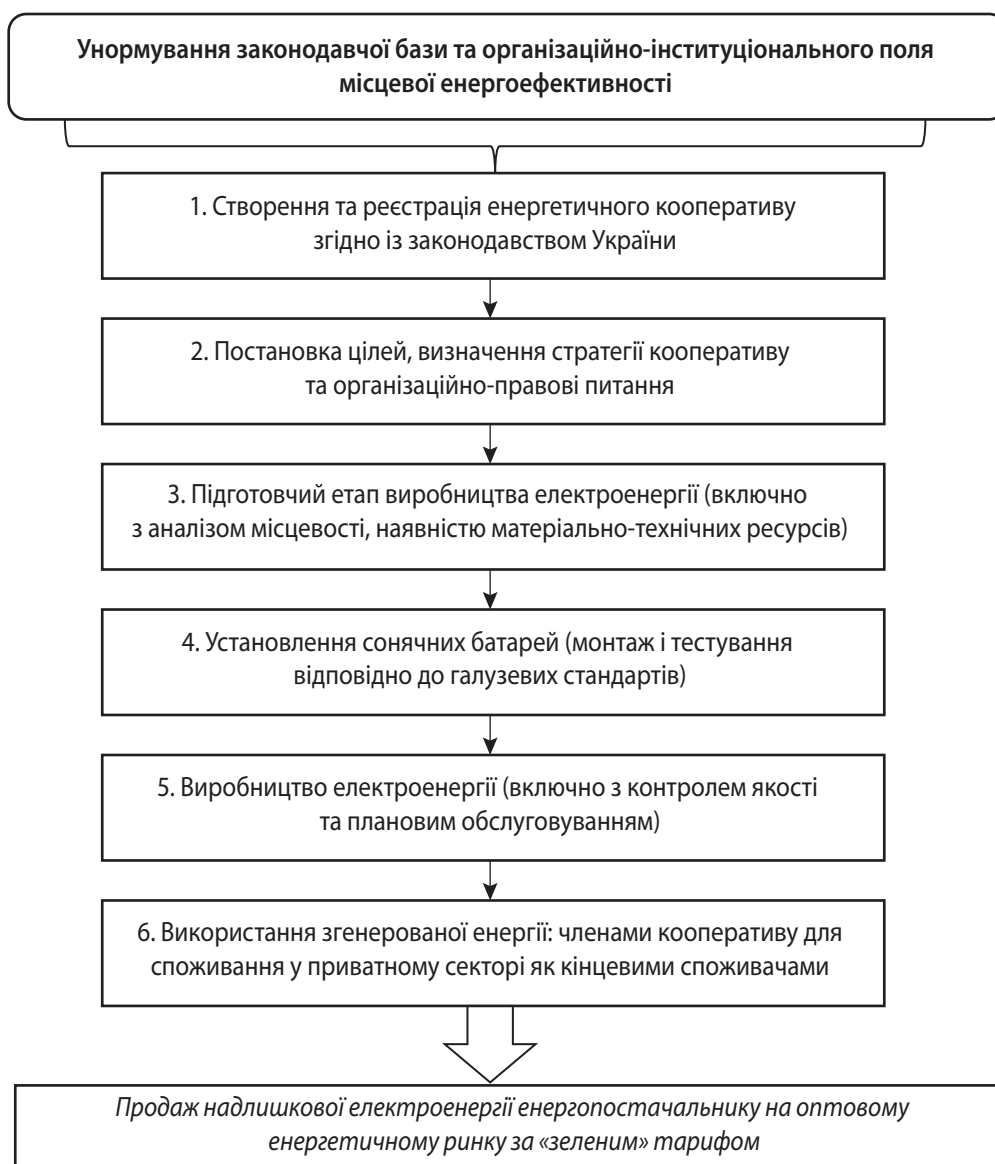 Унормування законодавчої бази та організаційно-інституціонального поля
місцевої енергоефективності
1. Створення та реєстрація енергетичного кооперативу
згідно із законодавством України
2. Постановка цілей, визначення стратегії кооперативу
та організаційно-правові питання
3. Підготовчий етап виробництва електроенергії (включно
з аналізом місцевості, наявністю матеріально-технічних ресурсів)
4. Установлення сонячних батарей (монтаж і тестування
відповідно до галузевих стандартів)
5. Виробництво електроенергії (включно з контролем якості
та плановим обслуговуванням)
6. Використання згенерованої енергії: членами кооперативу для
споживання у приватному секторі як кінцевими споживачами
Продаж надлишкової електроенергії енергопостачальнику на оптовому
енергетичному ринку за «зеленим» тарифом